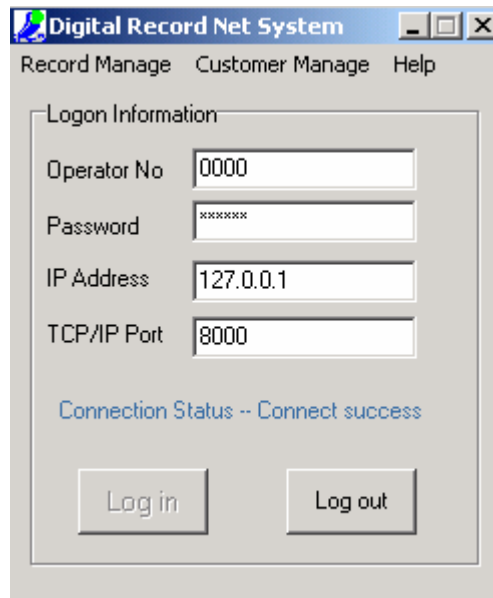 Digital Record Net System
Record Manage Customer Manage Help
Logon Information
Operator No 0000
Password ******
IP Address 127.0.0.1
TCP/IP Port 8000
Connection Status -- Connect success
Log in Log out